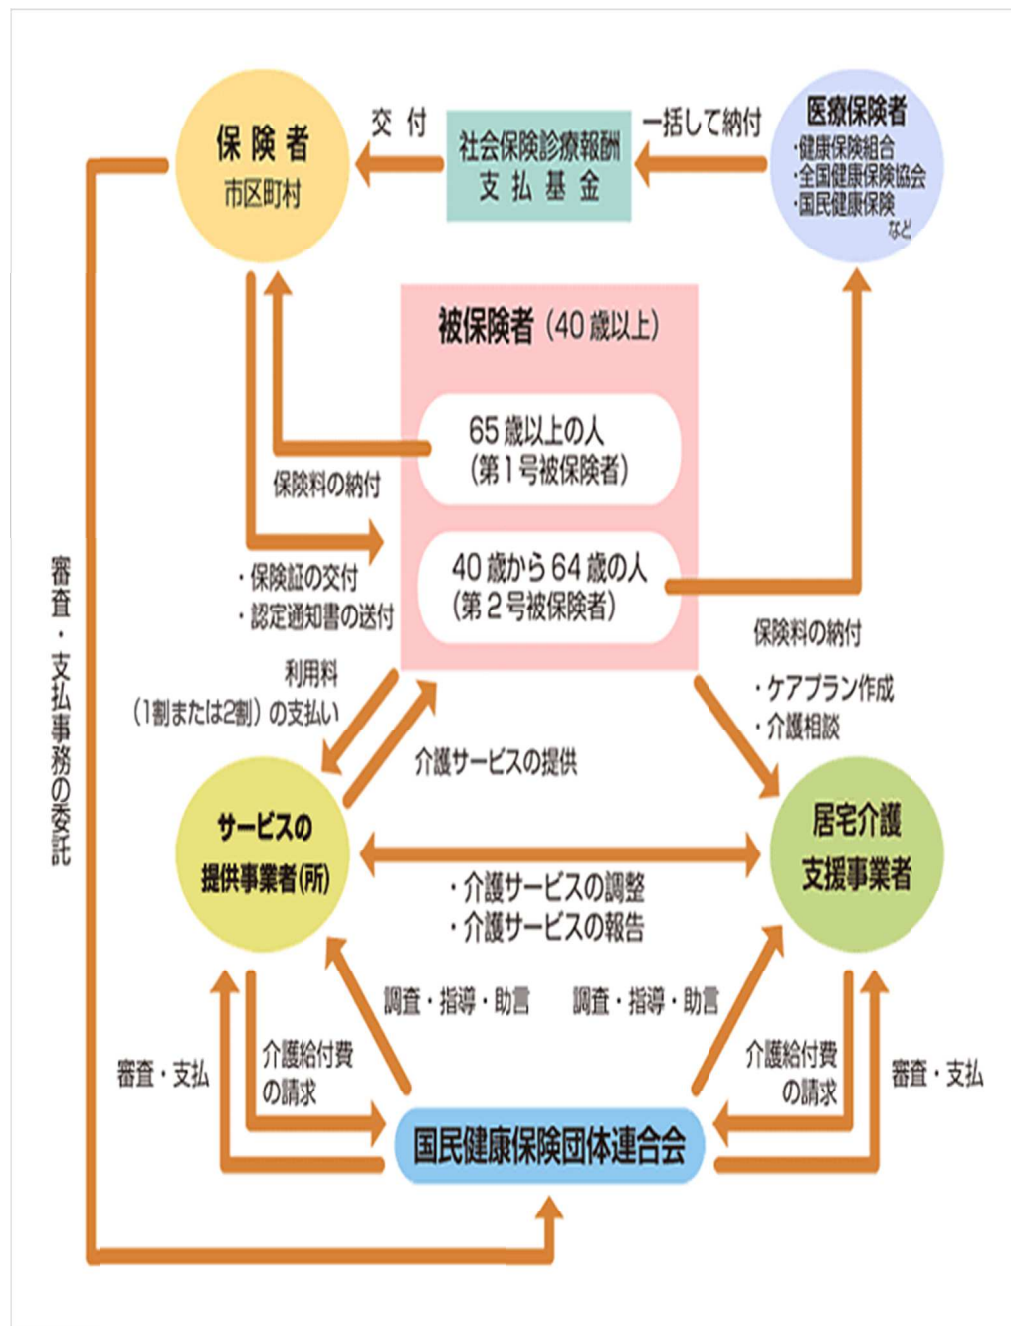 保険者
市区町村
交付
社会保険診療報酬
支払基金
一括して納付
医療保険者
・健康保険組合
・全国健康保険協会
・国民健康保険
など
被保険者（40歳以上）
65歳以上の人
（第1号被保険者）
保険料の納付
40歳から64歳の人
（第2号被保険者）
・保険証の交付
・認定通知書の送付
保険料の納付
審査・支払事務の委託
利用料
（1割または2割）の支払い
・ケアプラン作成
・介護相談
介護サービスの提供
サービスの
提供事業者(所)
居宅介護
支援事業者
・介護サービスの調整
・介護サービスの報告
調査・指導・助言
調査・指導・助言
審査・支払
介護給付費
の請求
介護給付費
の請求
審査・支払
国民健康保険団体連合会